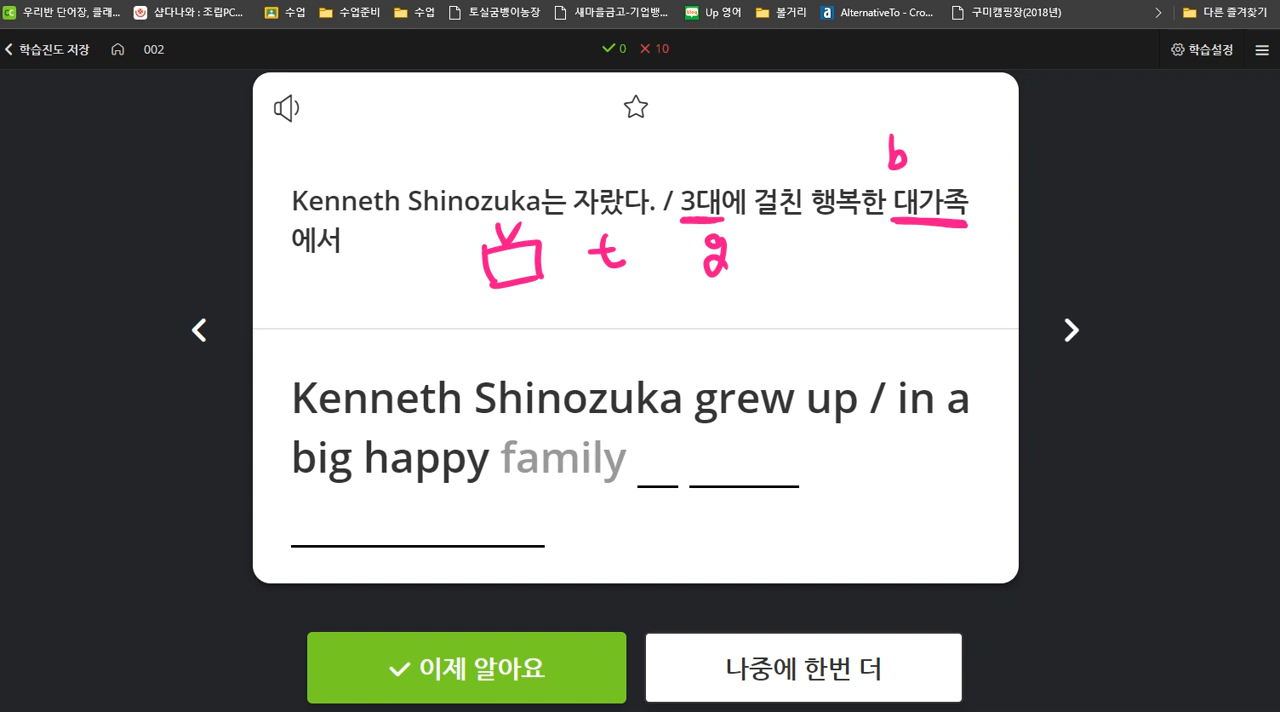 우리반 단어장, 클래... 샵다나와 : 조립PC... 수업 수업준비 수업 토실굼벵이농장 새마을금고-기업뱅... Up 영어 볼거리 AlternativeTo - Cro... 구미캠핑장(2018년) 다른 즐겨찾기
학습진도 저장 002 0 10 학습설정
b
Kenneth Shinozuka는 자랐다. / 3대에 걸친 행복한 대가족
에서
t g
Kenneth Shinozuka grew up / in a
big happy family
이제 알아요 나중에 한번 더